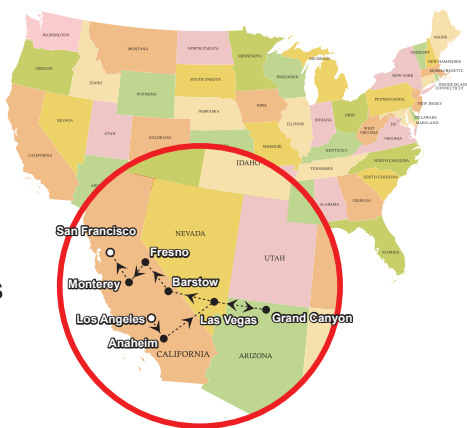 WASHINGTON
MONTANA
NORTH DAKOTA
MINNESOTA
MICHIGAN
MAINE
VERMONT
NEW HAMPSHIRE
MASSACHUSETTS
RHODE ISLAND
CONNECTICUT
OREGON
IDAHO
WYOMING
SOUTH DAKOTA
WISCONSIN
NEW YORK
PENNSYLVANIA
NEW JERSEY
DELAWARE
MARYLAND
DC
NEVADA
UTAH
COLORADO
NEBRASKA
IOWA
ILLINOIS
INDIANA
OHIO
WEST
VIRGINIA
VIRGINIA
CALIFORNIA
MISSOURI
KENTUCKY
NORTH CAROLINA
TENNESSEE
SOUTH CAROLINA
ALABAMA
GEORGIA
FLORIDA
IDAHO
NEVADA
UTAH
San Francisco
Fresno
Monterey
Barstow
Los Angeles
Las Vegas
Grand Canyon
Anaheim
CALIFORNIA
ARIZONA
S